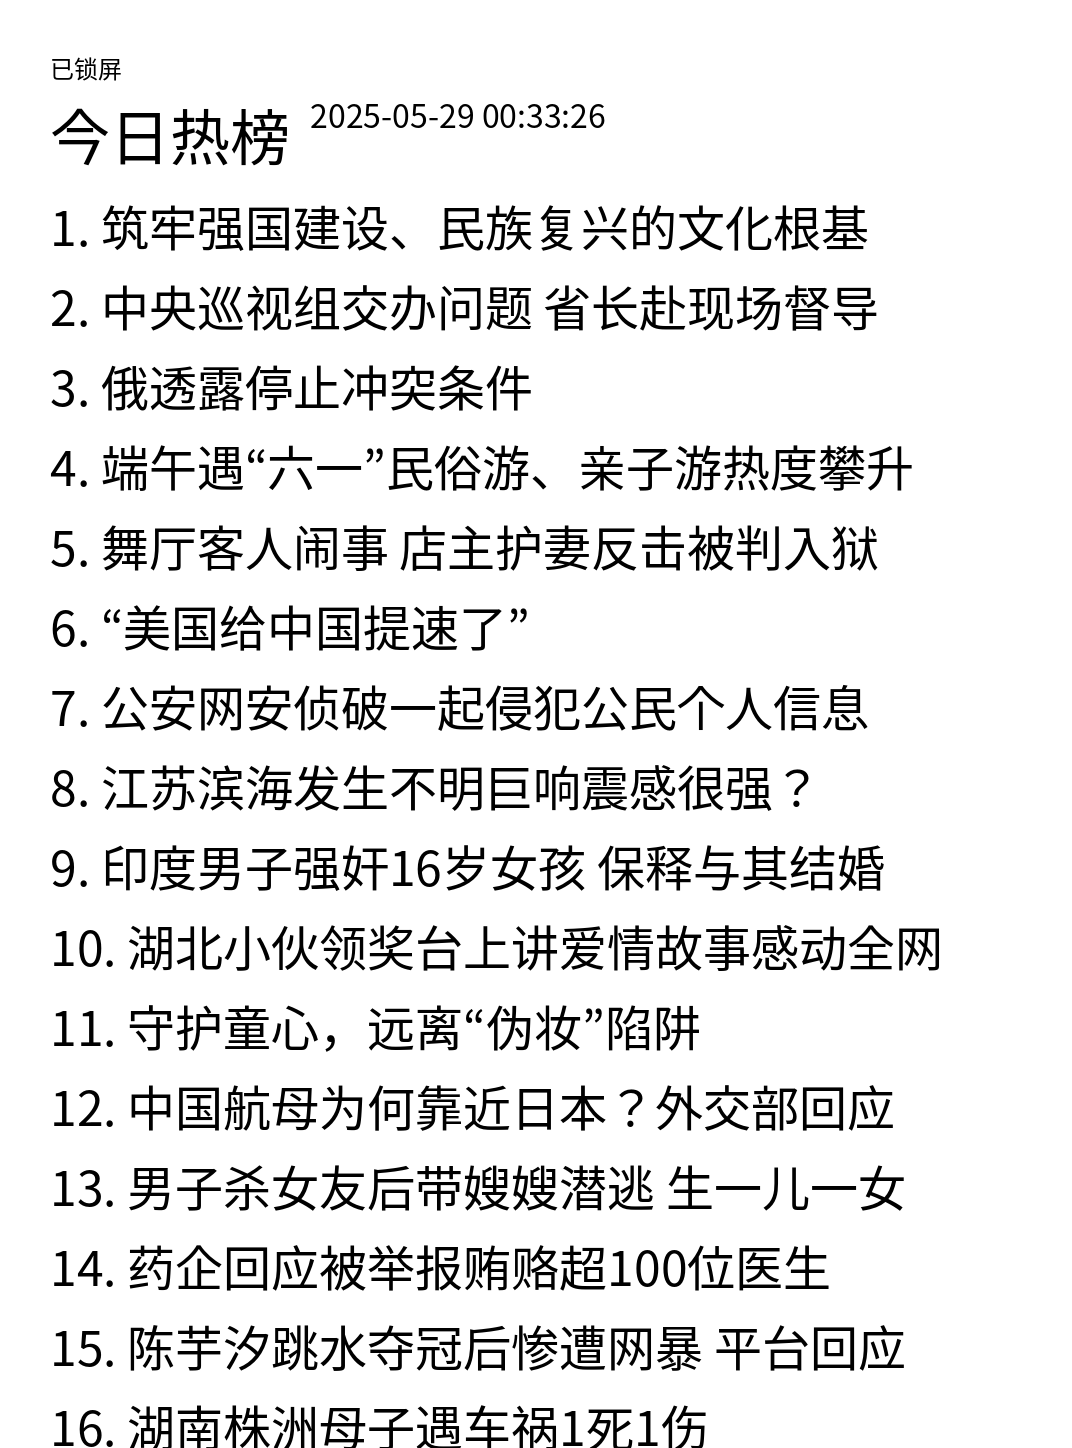 已锁屏
今日热榜 2025-05-29 00:33:26
1. 筑牢强国建设、民族复兴的文化根基
2. 中央巡视组交办问题 省长赴现场督导
3. 俄透露停止冲突条件
4. 端午遇“六一”民俗游、亲子游热度攀升
5. 舞厅客人闹事 店主护妻反击被判入狱
6. “美国给中国提速了”
7. 公安网安侦破一起侵犯公民个人信息
8. 江苏滨海发生不明巨响震感很强？
9. 印度男子强奸16岁女孩 保释与其结婚
10. 湖北小伙领奖台上讲爱情故事感动全网
11. 守护童心，远离“伪妆”陷阱
12. 中国航母为何靠近日本？外交部回应
13. 男子杀女友后带嫂嫂潜逃 生一儿一女
14. 药企回应被举报贿赂超100位医生
15. 陈芋汐跳水夺冠后惨遭网暴 平台回应
16. 湖南株洲母子遇车祸1死1伤